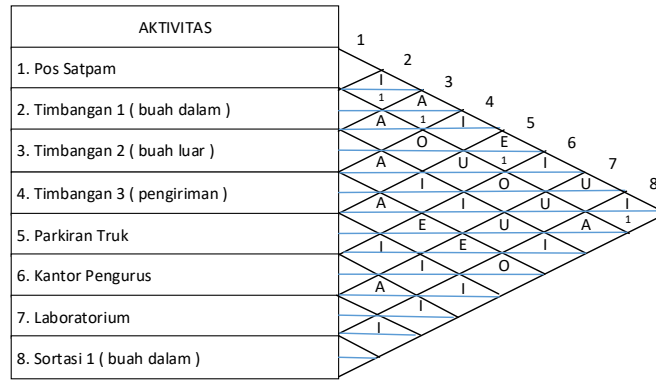 AKTIVITAS
1
2
3
4
5
6
7
8
1. Pos Satpam
I
1 A
2. Timbangan 1 ( buah dalam )
A 1 I
O E
3. Timbangan 2 ( buah luar )
A U 1 I
I O U
4. Timbangan 3 ( pengiriman )
A I U I
E U A 1
5. Parkiran Truk
I E I
6. Kantor Pengurus
I O
A I
7. Laboratorium
I
I
8. Sortasi 1 ( buah dalam )